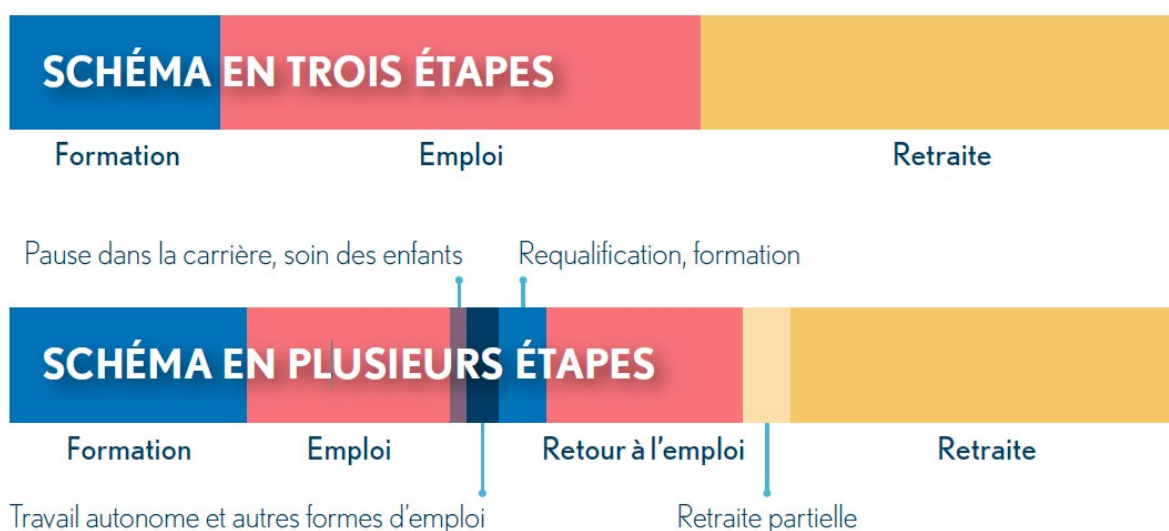 SCHÉMA EN TROIS ÉTAPES
Formation Emploi Retraite
Pause dans la carrière, soin des enfants Requalification, formation
SCHÉMA EN PLUSIEURS ÉTAPES
Formation Emploi Retour à l’emploi Retraite
Travail autonome et autres formes d’emploi Retraite partielle